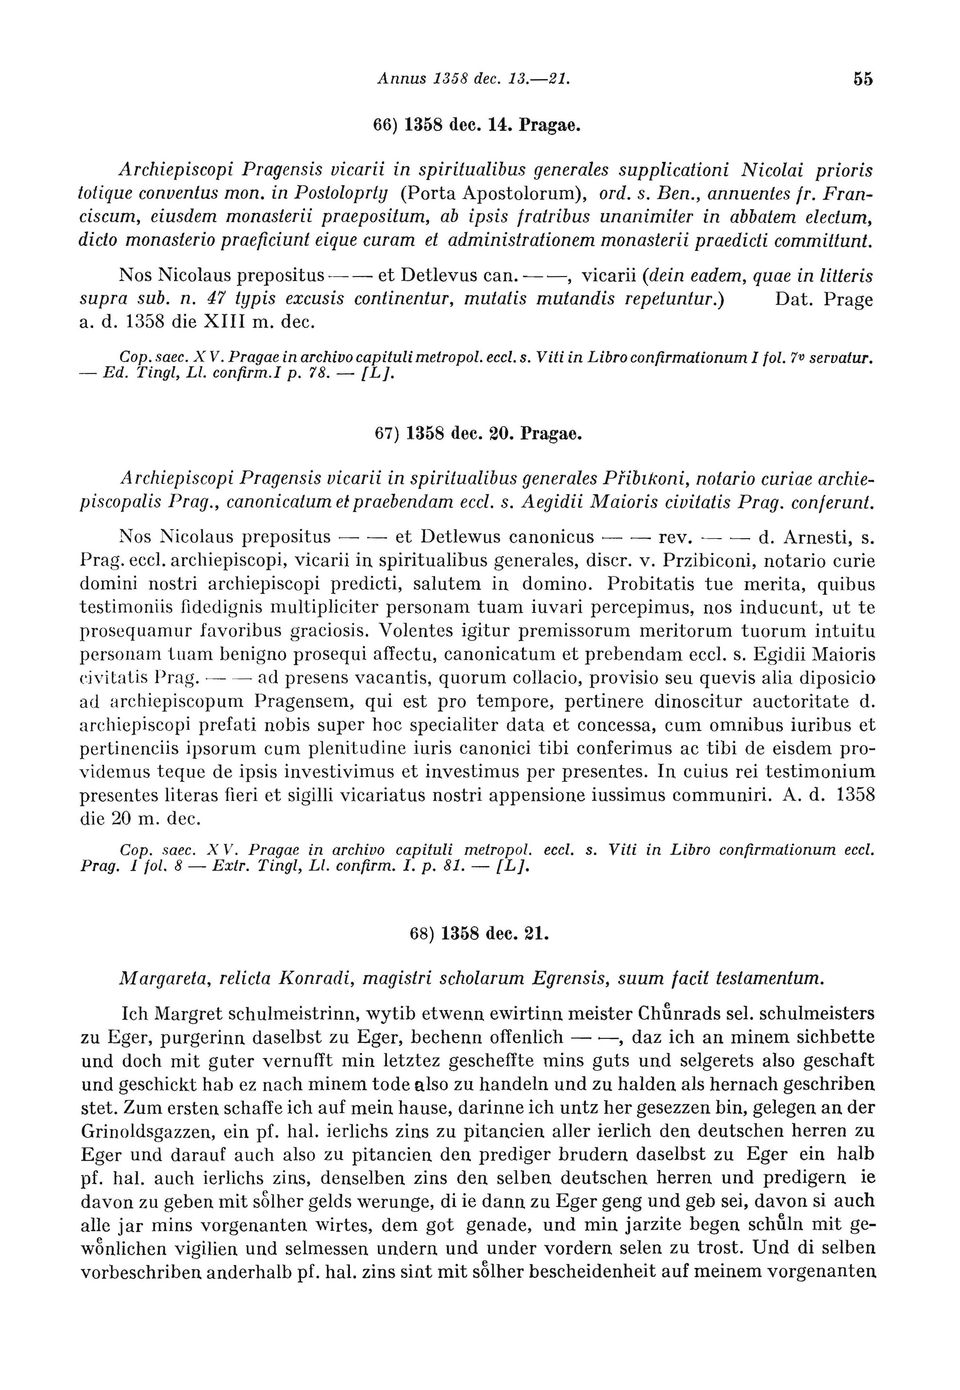 Annus 1358 dec. 13.—21. 55
66) 1358 dec. 14. Pragae.
Archiepiscopi Pragensis vicarii in spiritualibus generales supplicationi Nicolai prioris
totique conventus mon. in Postoloprty (Porta Apostolorum), ord. s. Ben., annuentes fr. Fran-
ciscum, eiusdem monasterii praepositum, ab ipsis fratribus unanimiter in abbatem electum,
dicto monasterio praeficiunt eique curam et administrationem monasterii praedicti committunt.
Nos Nicolaus prepositus — — et Detlevus can. — —, vicarii (dein eadem, quae in litteris
supra sub. n. 47 typis excusis continentur, mutatis mutandis repetuntur.) Dat. Prage
a. d. 1358 die XIII m. dec.
Cop. saec. XV. Pragae in archivo capituli metropol. eccl. s. Viti in Libro confirmationum I fol. 7v servatur.
— Ed. Tingl, Ll. confirm. I p. 78. — [L].
67) 1358 dec. 20. Pragae.
Archiepiscopi Pragensis vicarii in spiritualibus generales Přibikoni, notario curiae archie-
piscopalis Prag., canonicatum et praebendam eccl. s. Aegidii Maioris civitatis Prag. conferunt.
Nos Nicolaus prepositus — — et Detlewus canonicus — — rev. — — d. Arnesti, s.
Prag. eccl. archiepiscopi, vicarii in spiritualibus generales, discr. v. Przibiconi, notario curie
domini nostri archiepiscopi predicti, salutem in domino. Probitatis tue merita, quibus
testimoniis fidedignis multipliciter personam tuam iuvari percepimus, nos inducunt, ut te
prosequamur favoribus graciosis. Volentes igitur premissorum meritorum tuorum intuitu
personam tuam benigno prosequi affectu, canonicatum et prebendam eccl. s. Egidii Maioris
civitatis Prag. — — ad presens vacantis, quorum collacio, provisio seu quevis alia diposicio
ad archiepiscopum Pragensem, qui est pro tempore, pertinere dinoscitur auctoritate d.
archiepiscopi prefati nobis super hoc specialiter data et concessa, cum omnibus iuribus et
pertinenciis ipsorum cum plenitudine iuris canonici tibi conferimus ac tibi de eisdem pro-
videmus teque de ipsis investivimus et investimus per presentes. In cuius rei testimonium
presentes literas fieri et sigilli vicariatus nostri appensione iussimus communiri. A. d. 1358
die 20 m. dec.
Cop. saec. XV. Pragae in archivo capituli metropol. eccl. s. Viti in Libro confirmationum eccl.
Prag. I fol. 8 — Extr. Tingl, Ll. confirm. I. p. 81. — [L].
68) 1358 dec. 21.
Margareta, relicta Konradi, magistri scholarum Egrensis, suum facit testamentum.
Ich Margret schulmeistrinn, wytib etwenn ewirtinn meister Chuͤnrads sel. schulmeisters
zu Eger, purgerinn daselbst zu Eger, bechenn offenlich — —, daz ich an minem sichbette
und doch mit guter vernufft min letztez gescheffte mins guts und selgerets also geschaft
und geschickt hab ez nach minem tode also zu handeln und zu halden als hernach geschriben
stet. Zum ersten schaffe ich auf mein hause, darinne ich untz her gesezzen bin, gelegen an der
Grinoldsgazzen, ein pf. hal. ierlichs zins zu pitancien aller ierlich den deutschen herren zu
Eger und darauf auch also zu pitancien den prediger brudern daselbst zu Eger ein halb
pf. hal. auch ierlichs zins, denselben zins den selben deutschen herren und predigern ie
davon zu geben mit soͤlher gelds werunge, di ie dann zu Eger geng und geb sei, davon si auch
alle jar mins vorgenanten wirtes, dem got genade, und min jarzite begen schuͤln mit ge-
woͤnlichen vigilien und selmessen undern und under vordern selen zu trost. Und di selben
vorbeschriben anderhalb pf. hal. zins sint mit soͤlher bescheidenheit auf meinem vorgenanten